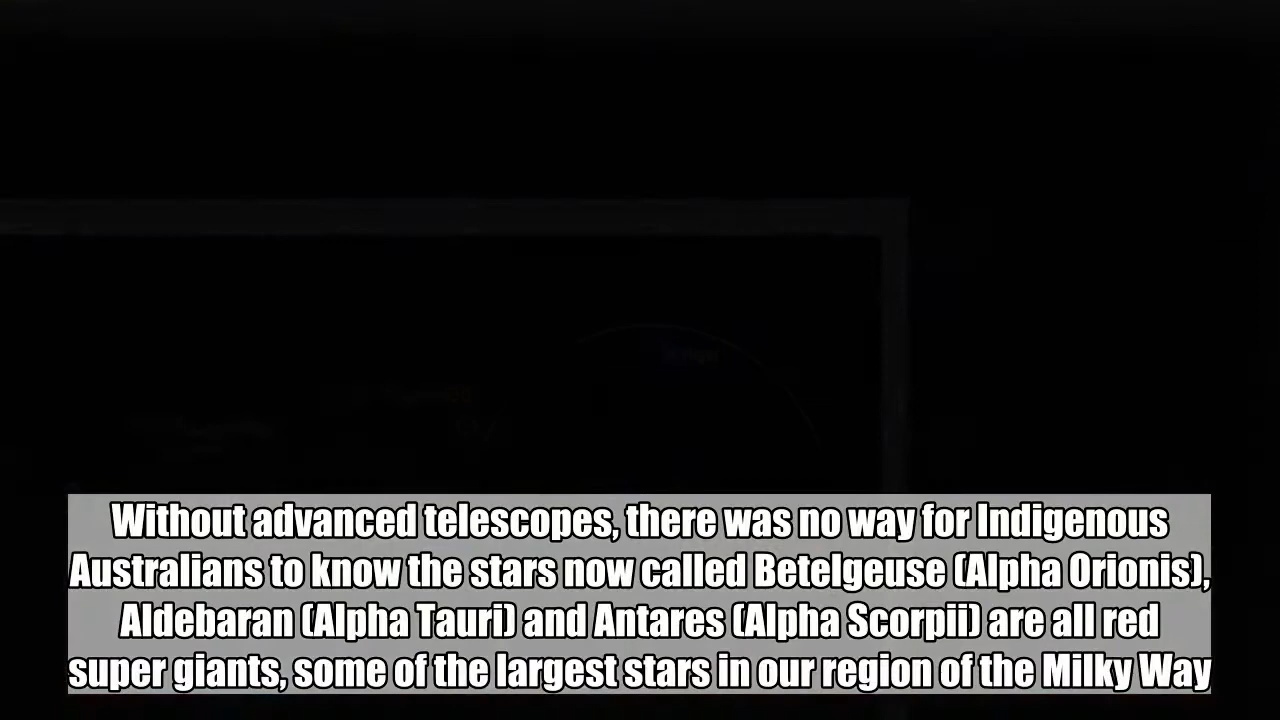 Without advanced telescopes, there was no way for Indigenous
Australians to know the stars now called Betelgeuse (Alpha Orionis),
Aldebaran (Alpha Tauri) and Antares (Alpha Scorpii) are all red
super giants, some of the largest stars in our region of the Milky Way